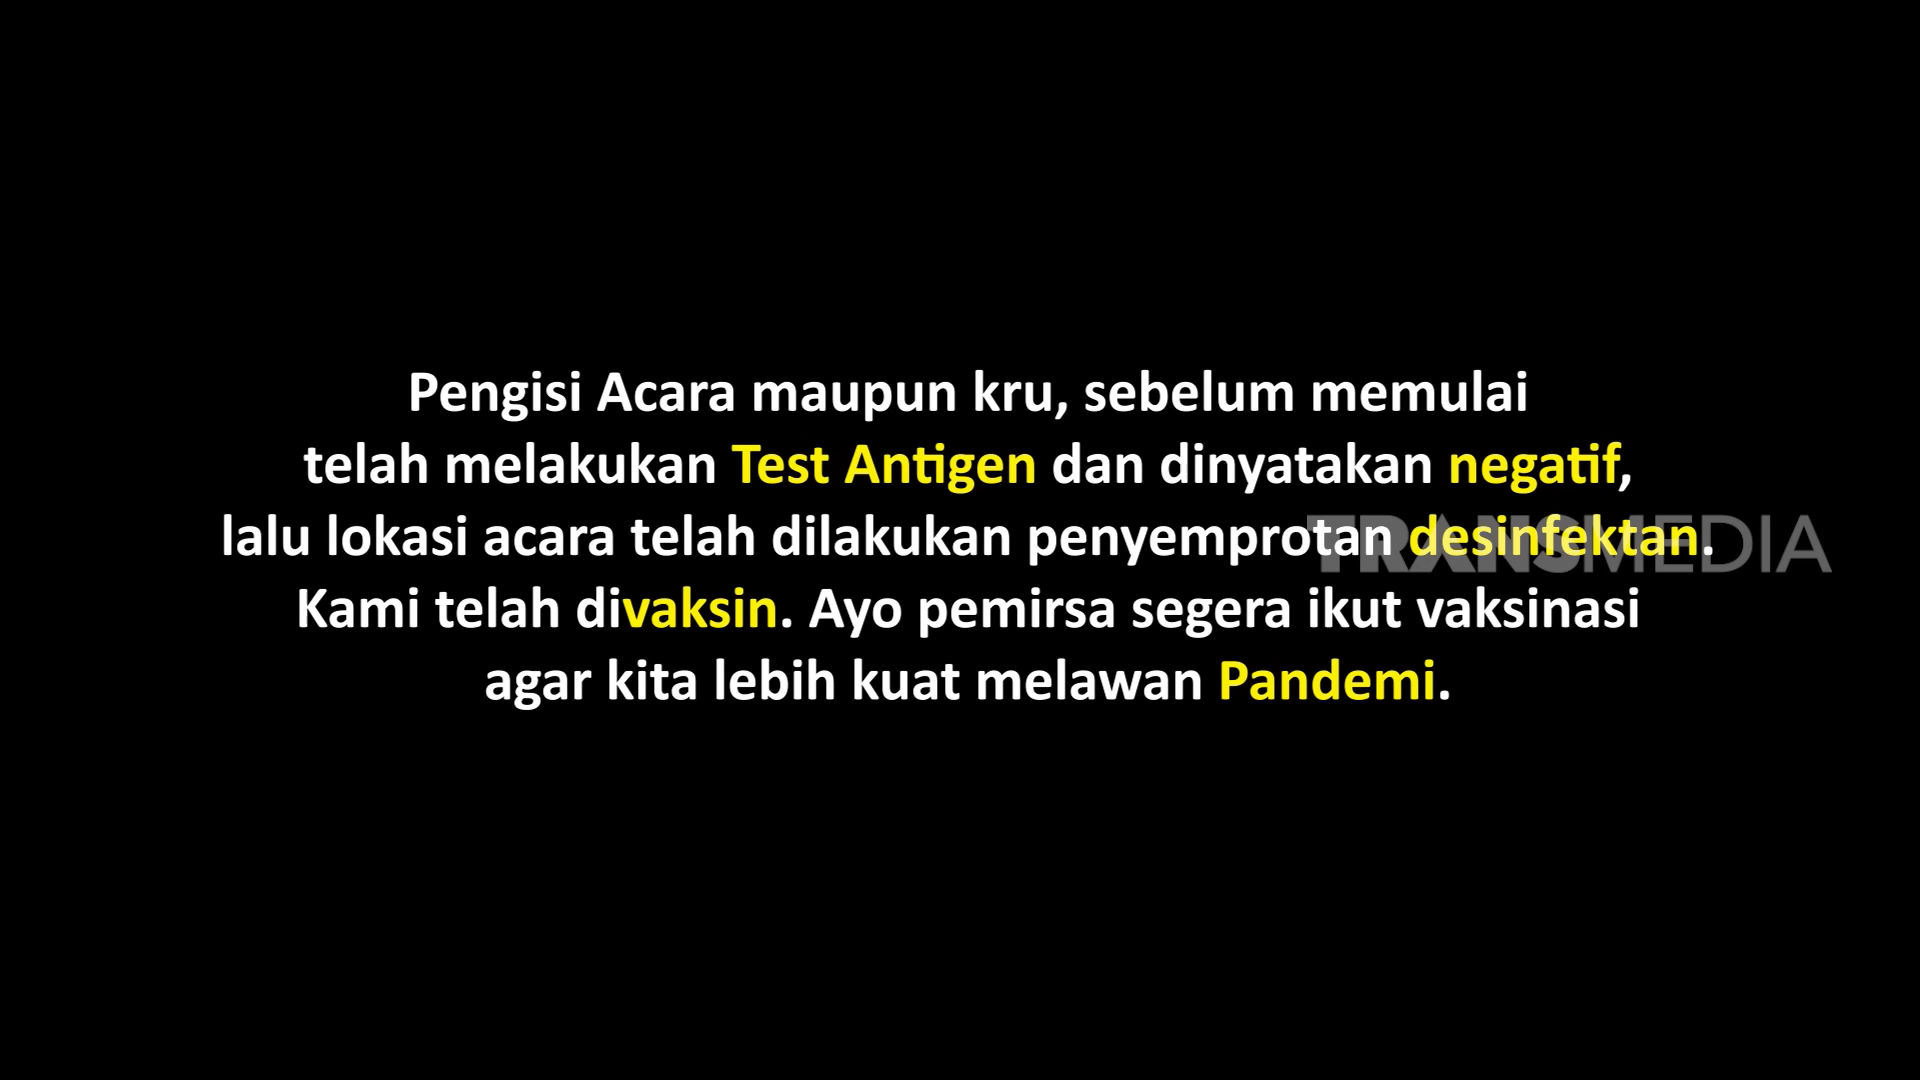 Pengisi Acara maupun kru, sebelum memulai
telah melakukan Test Antigen dan dinyatakan negatif,
lalu lokasi acara telah dilakukan penyemprotan desinfektan.
TRANSMEDIA
Kami telah divaksin. Ayo pemirsa segera ikut vaksinasi
agar kita lebih kuat melawan Pandemi.